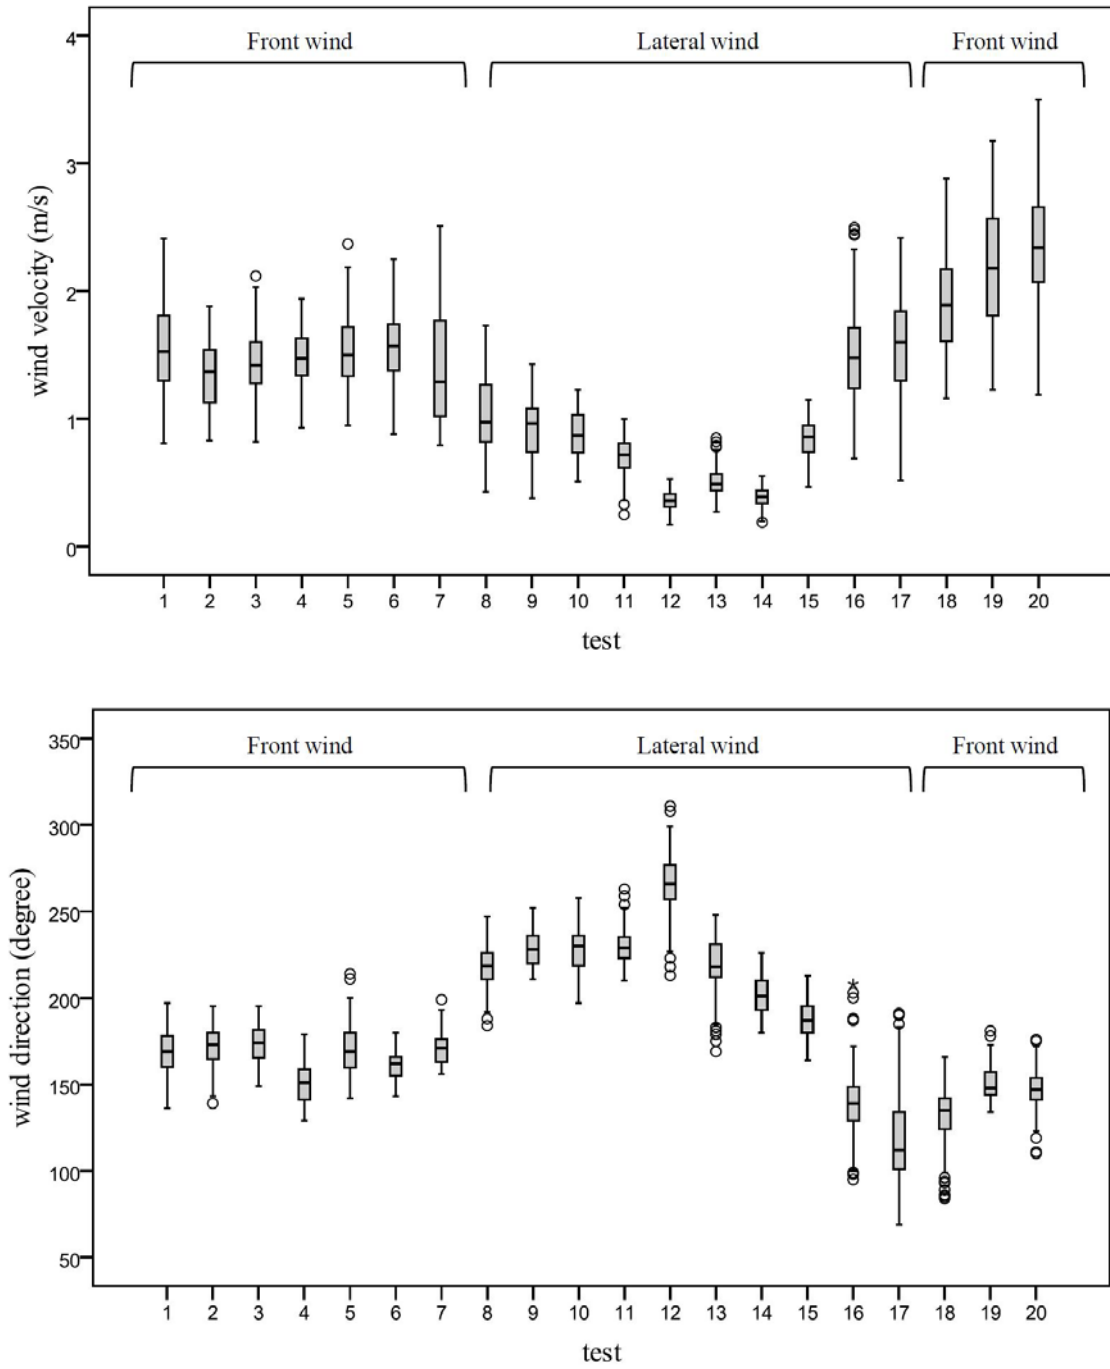 Front wind Lateral wind Front wind
4
3
2
1
0
wind velocity (m/s)
1 2 3 4 5 6 7 8 9 10 11 12 13 14 15 16 17 18 19 20
test
Front wind Lateral wind Front wind
350
300
250
200
150
100
50
wind direction (degree)
1 2 3 4 5 6 7 8 9 10 11 12 13 14 15 16 17 18 19 20
test